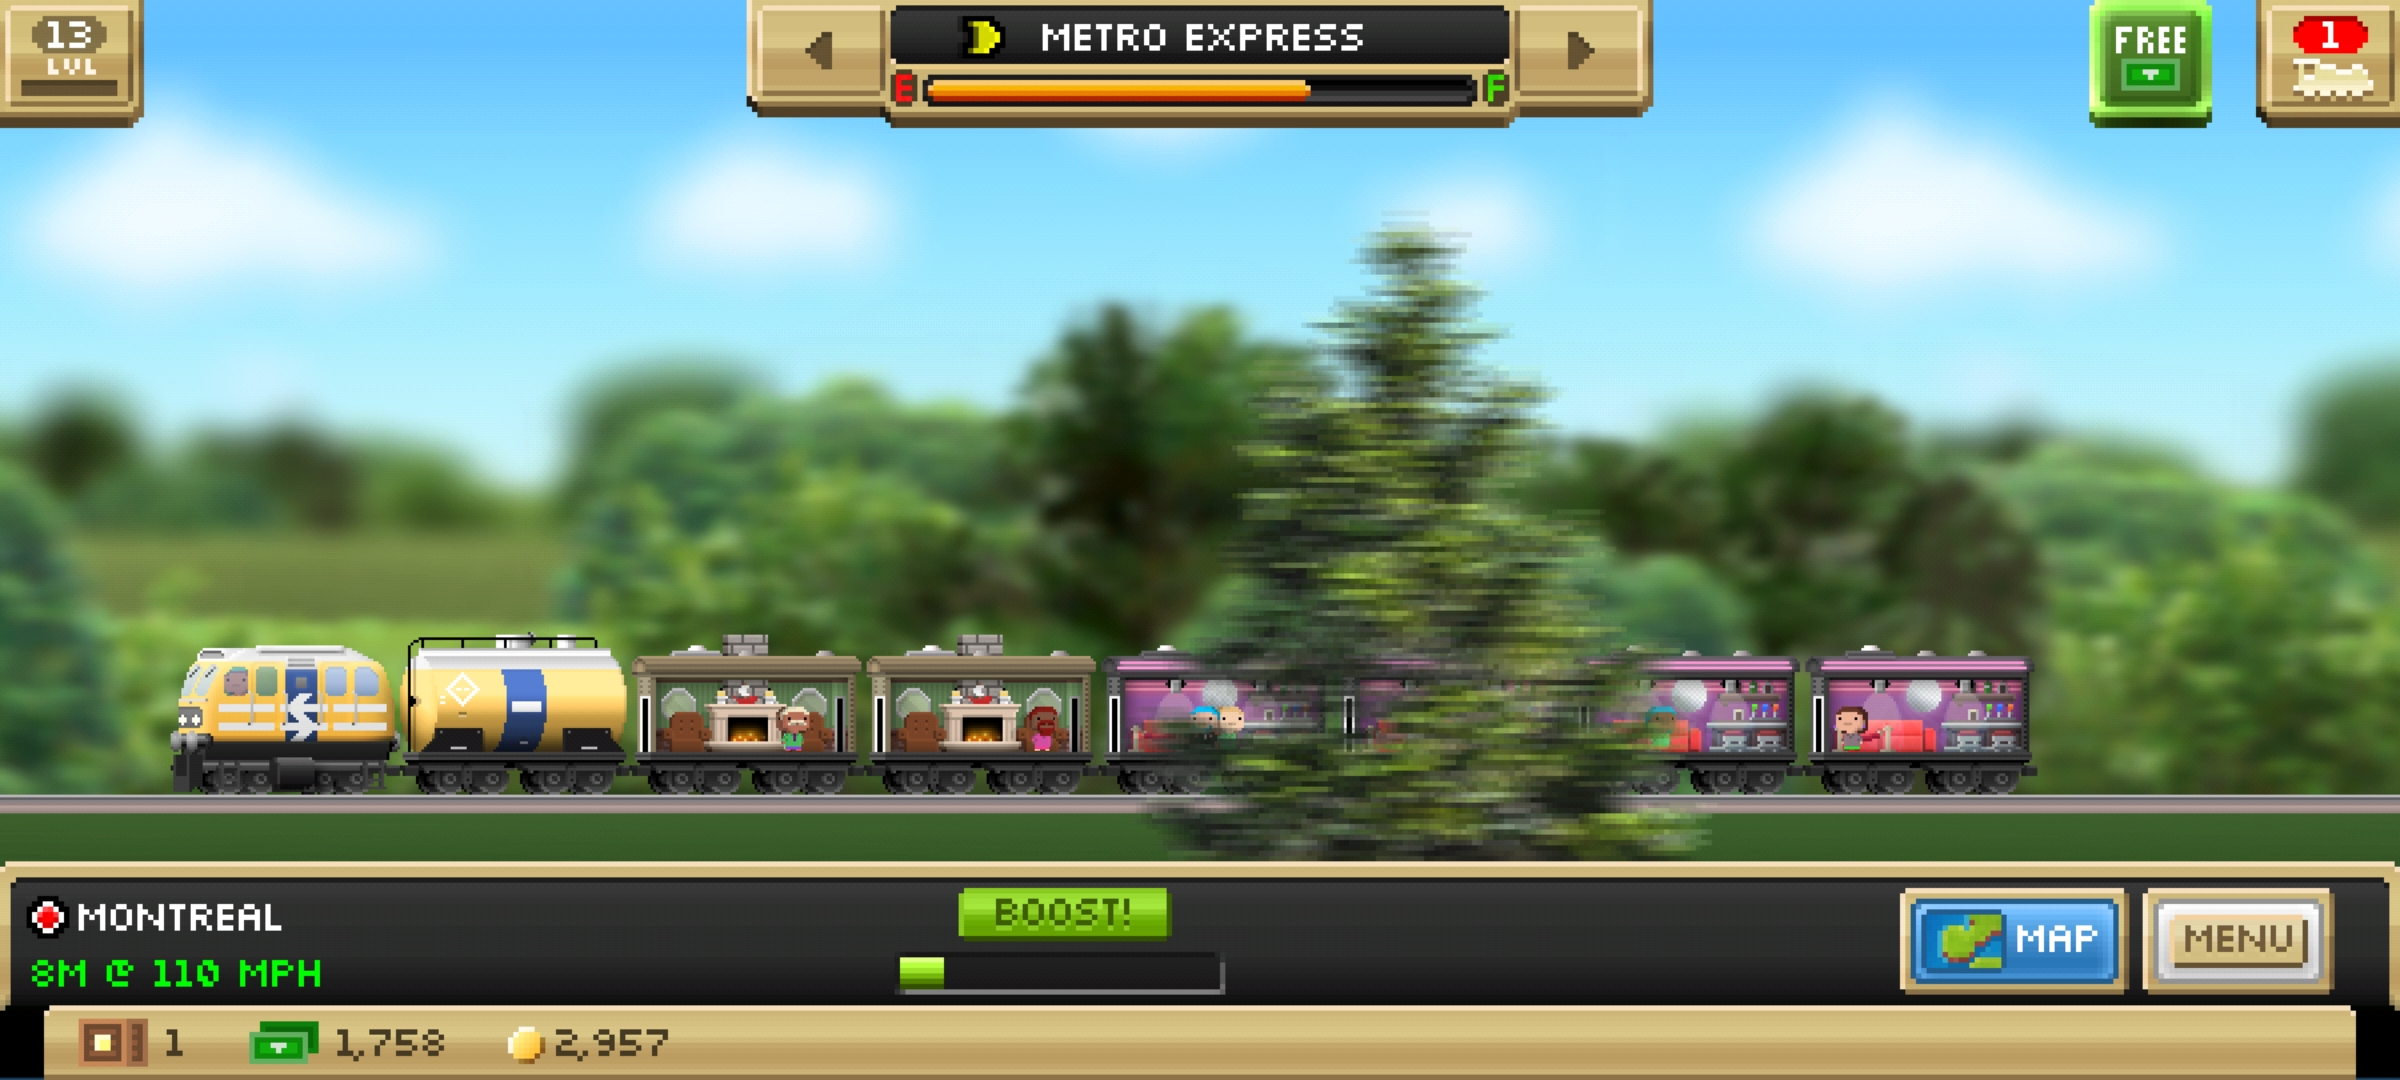 13
LVL
METRO EXPRESS
E F
FREE
1
MONTREAL
8M @ 110 MPH
BOOST!
MAP
MENU
1
1,758
2,957